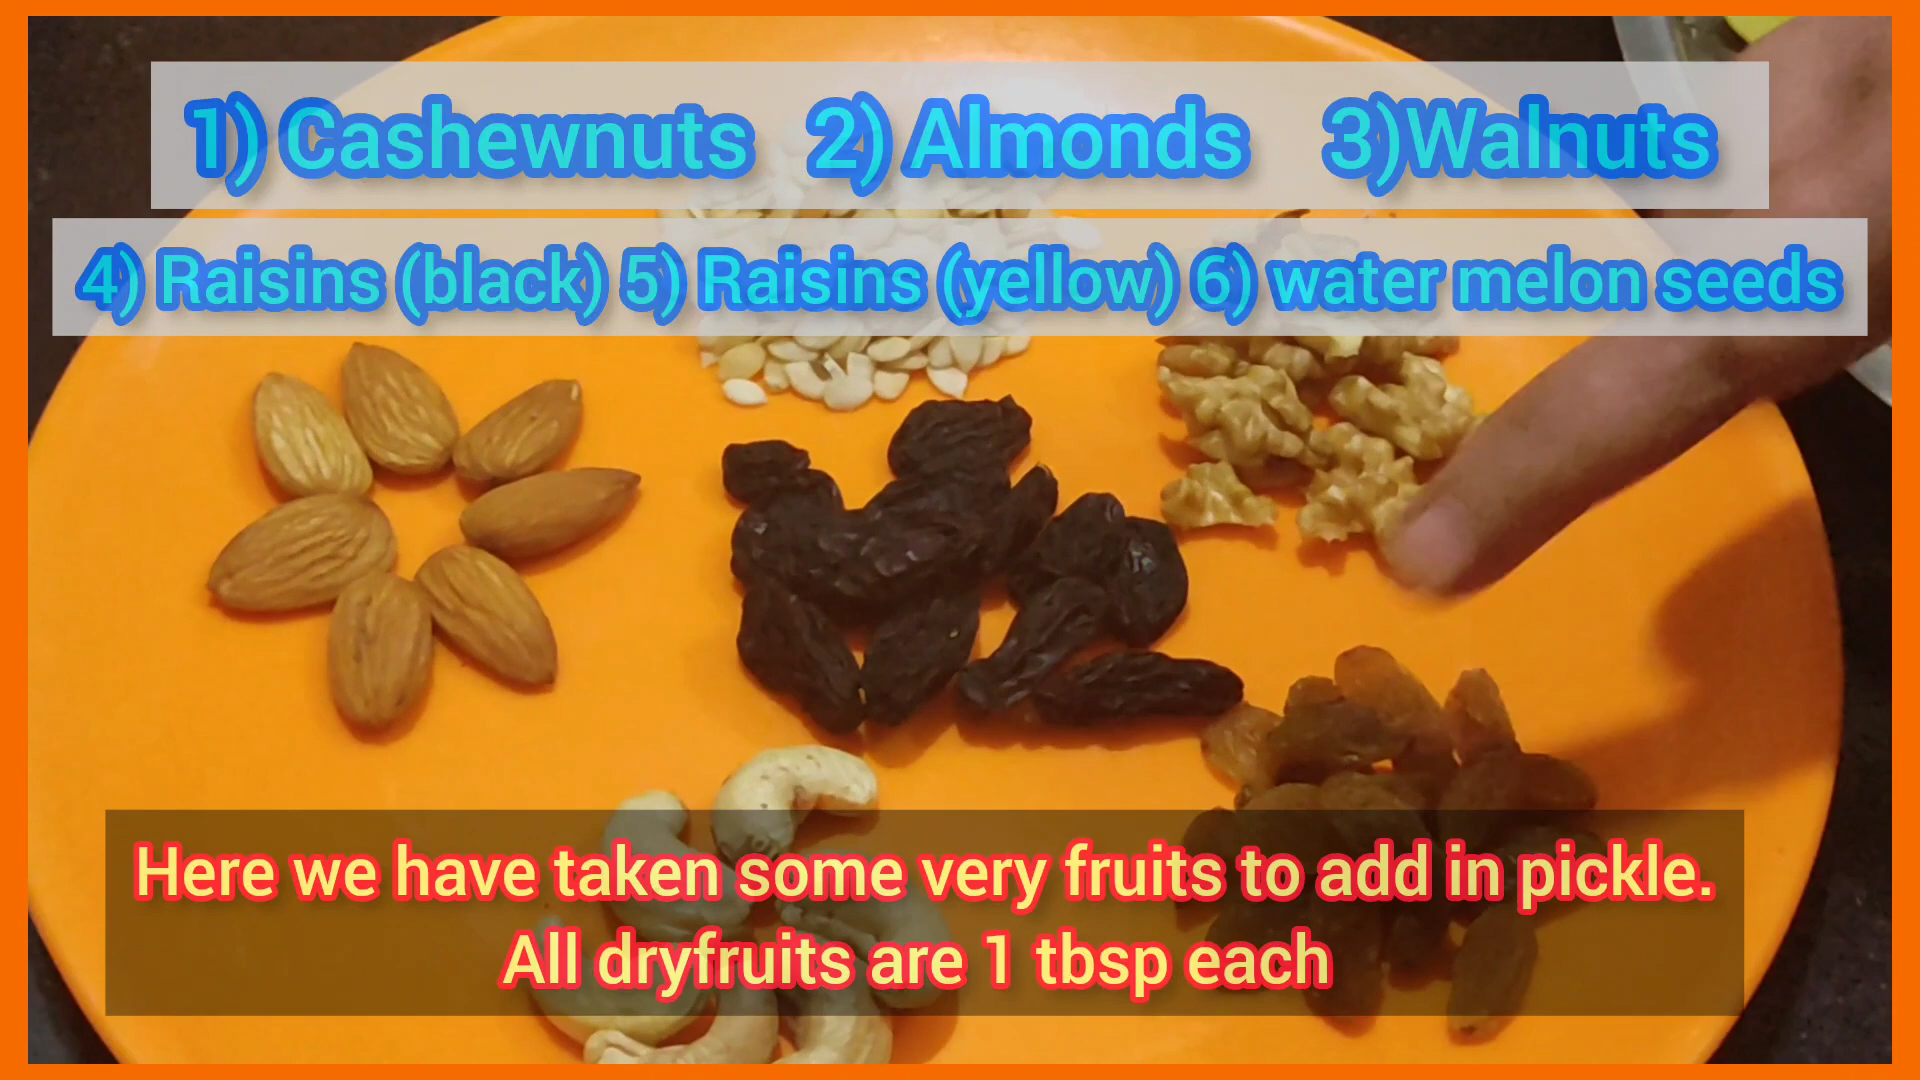 1) Cashewnuts 2) Almonds 3)Walnuts
4) Raisins (black) 5) Raisins (yellow) 6) water melon seeds
Here we have taken some very fruits to add in pickle.
All dryfruits are 1 tbsp each